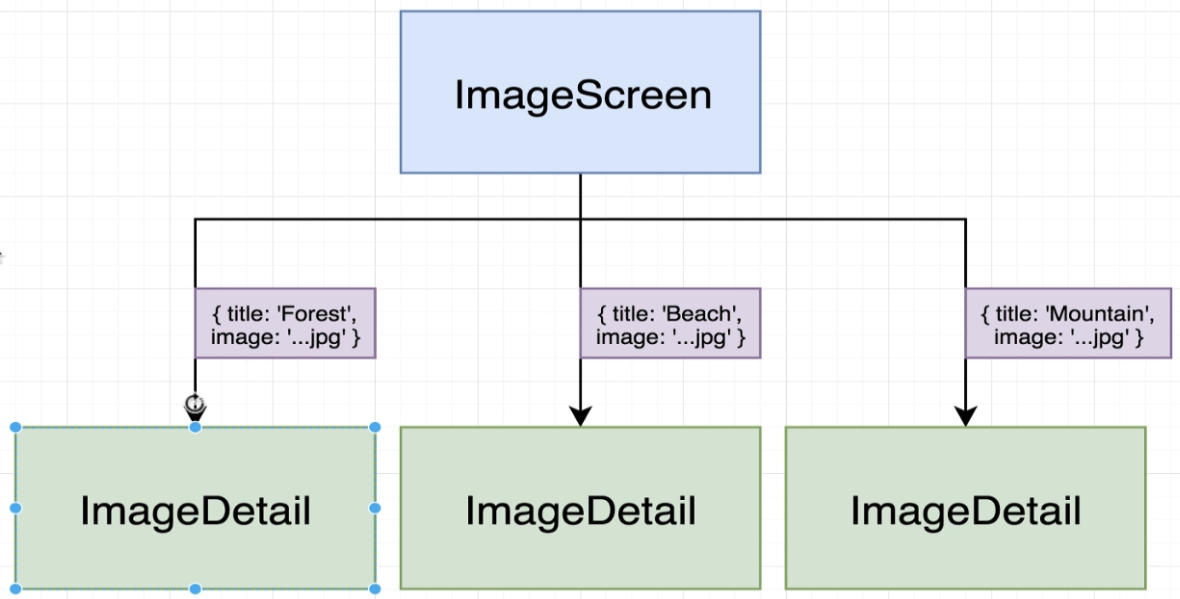 ImageScreen
{ title: 'Forest',
image: '...jpg' }
{ title: 'Beach',
image: '...jpg' }
{ title: 'Mountain',
image: '...jpg' }
ImageDetail
ImageDetail
ImageDetail